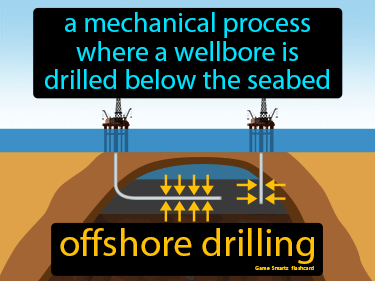 a mechanical process
where a wellbore is
drilled below the seabed
offshore drilling
Game Smartz flashcard